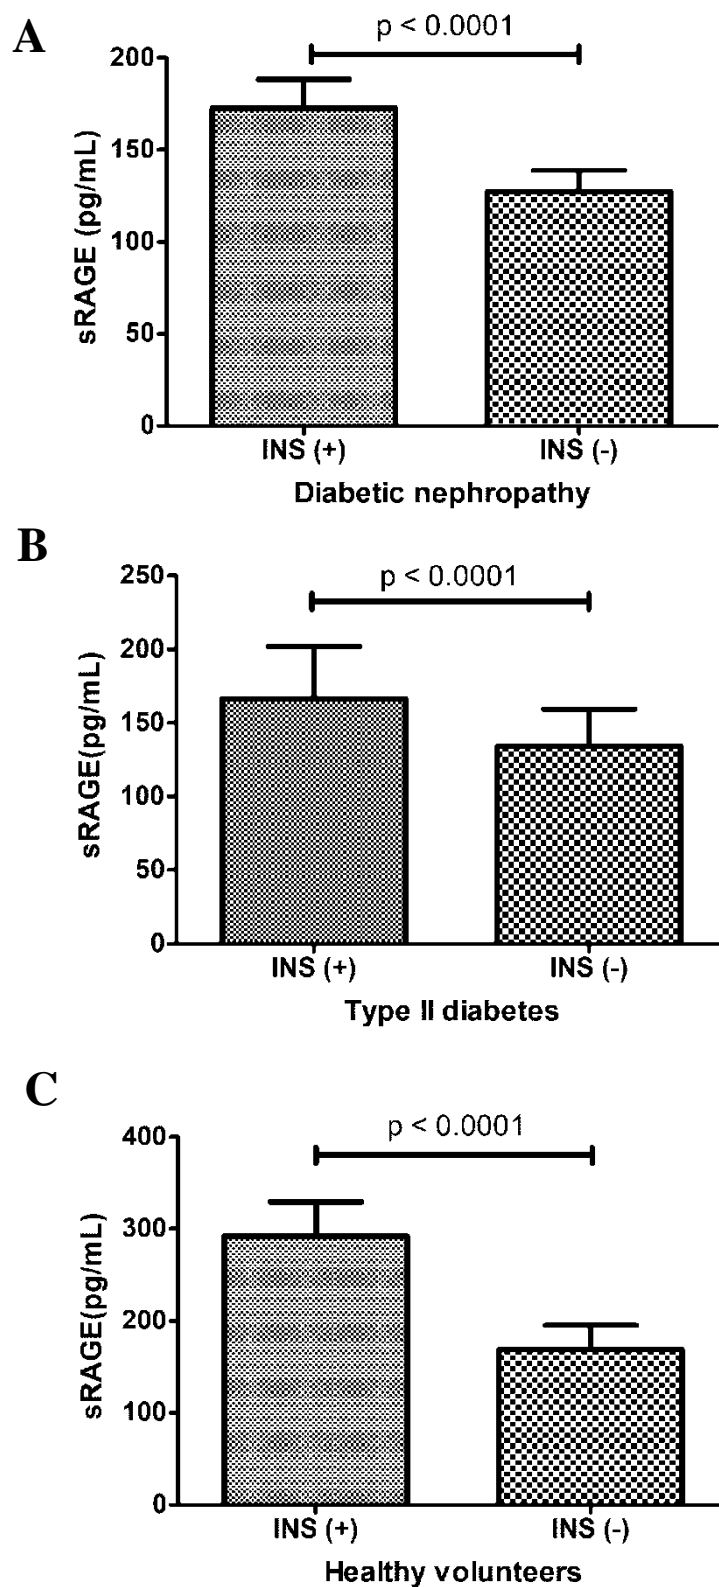 A
p < 0.0001
sRAGE (pg/mL)
200
150
100
50
0
INS (+) INS (-)
Diabetic nephropathy
B
p < 0.0001
sRAGE(pg/mL)
250
200
150
100
50
0
INS (+) INS (-)
Type II diabetes
C
p < 0.0001
sRAGE(pg/mL)
400
300
200
100
0
INS (+) INS (-)
Healthy volunteers